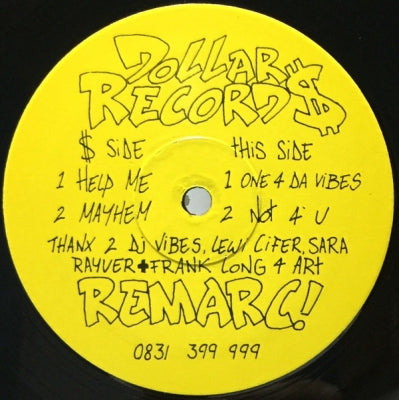 DOLLAR
RECORD$
$ SIDE
1 HELP ME
2 MAYHEM
THIS SIDE
1 ONE 4 DA VIBES
2 NOT 4 U
THANX 2 DJ VIBES, LEWI CIFER, SARA
RAYVER + FRANK LONG 4 ART
REMARC!
0831 399 999